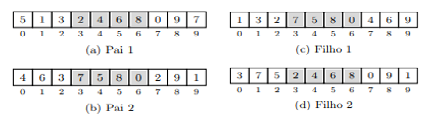 5 1 3 2 4 6 8 0 9 7
0 1 2 3 4 5 6 7 8 9
(a) Pai 1
4 6 3 7 5 8 0 2 9 1
0 1 2 3 4 5 6 7 8 9
(b) Pai 2
1 3 2 7 5 8 0 4 6 9
0 1 2 3 4 5 6 7 8 9
(c) Filho 1
3 7 5 2 4 6 8 0 9 1
0 1 2 3 4 5 6 7 8 9
(d) Filho 2